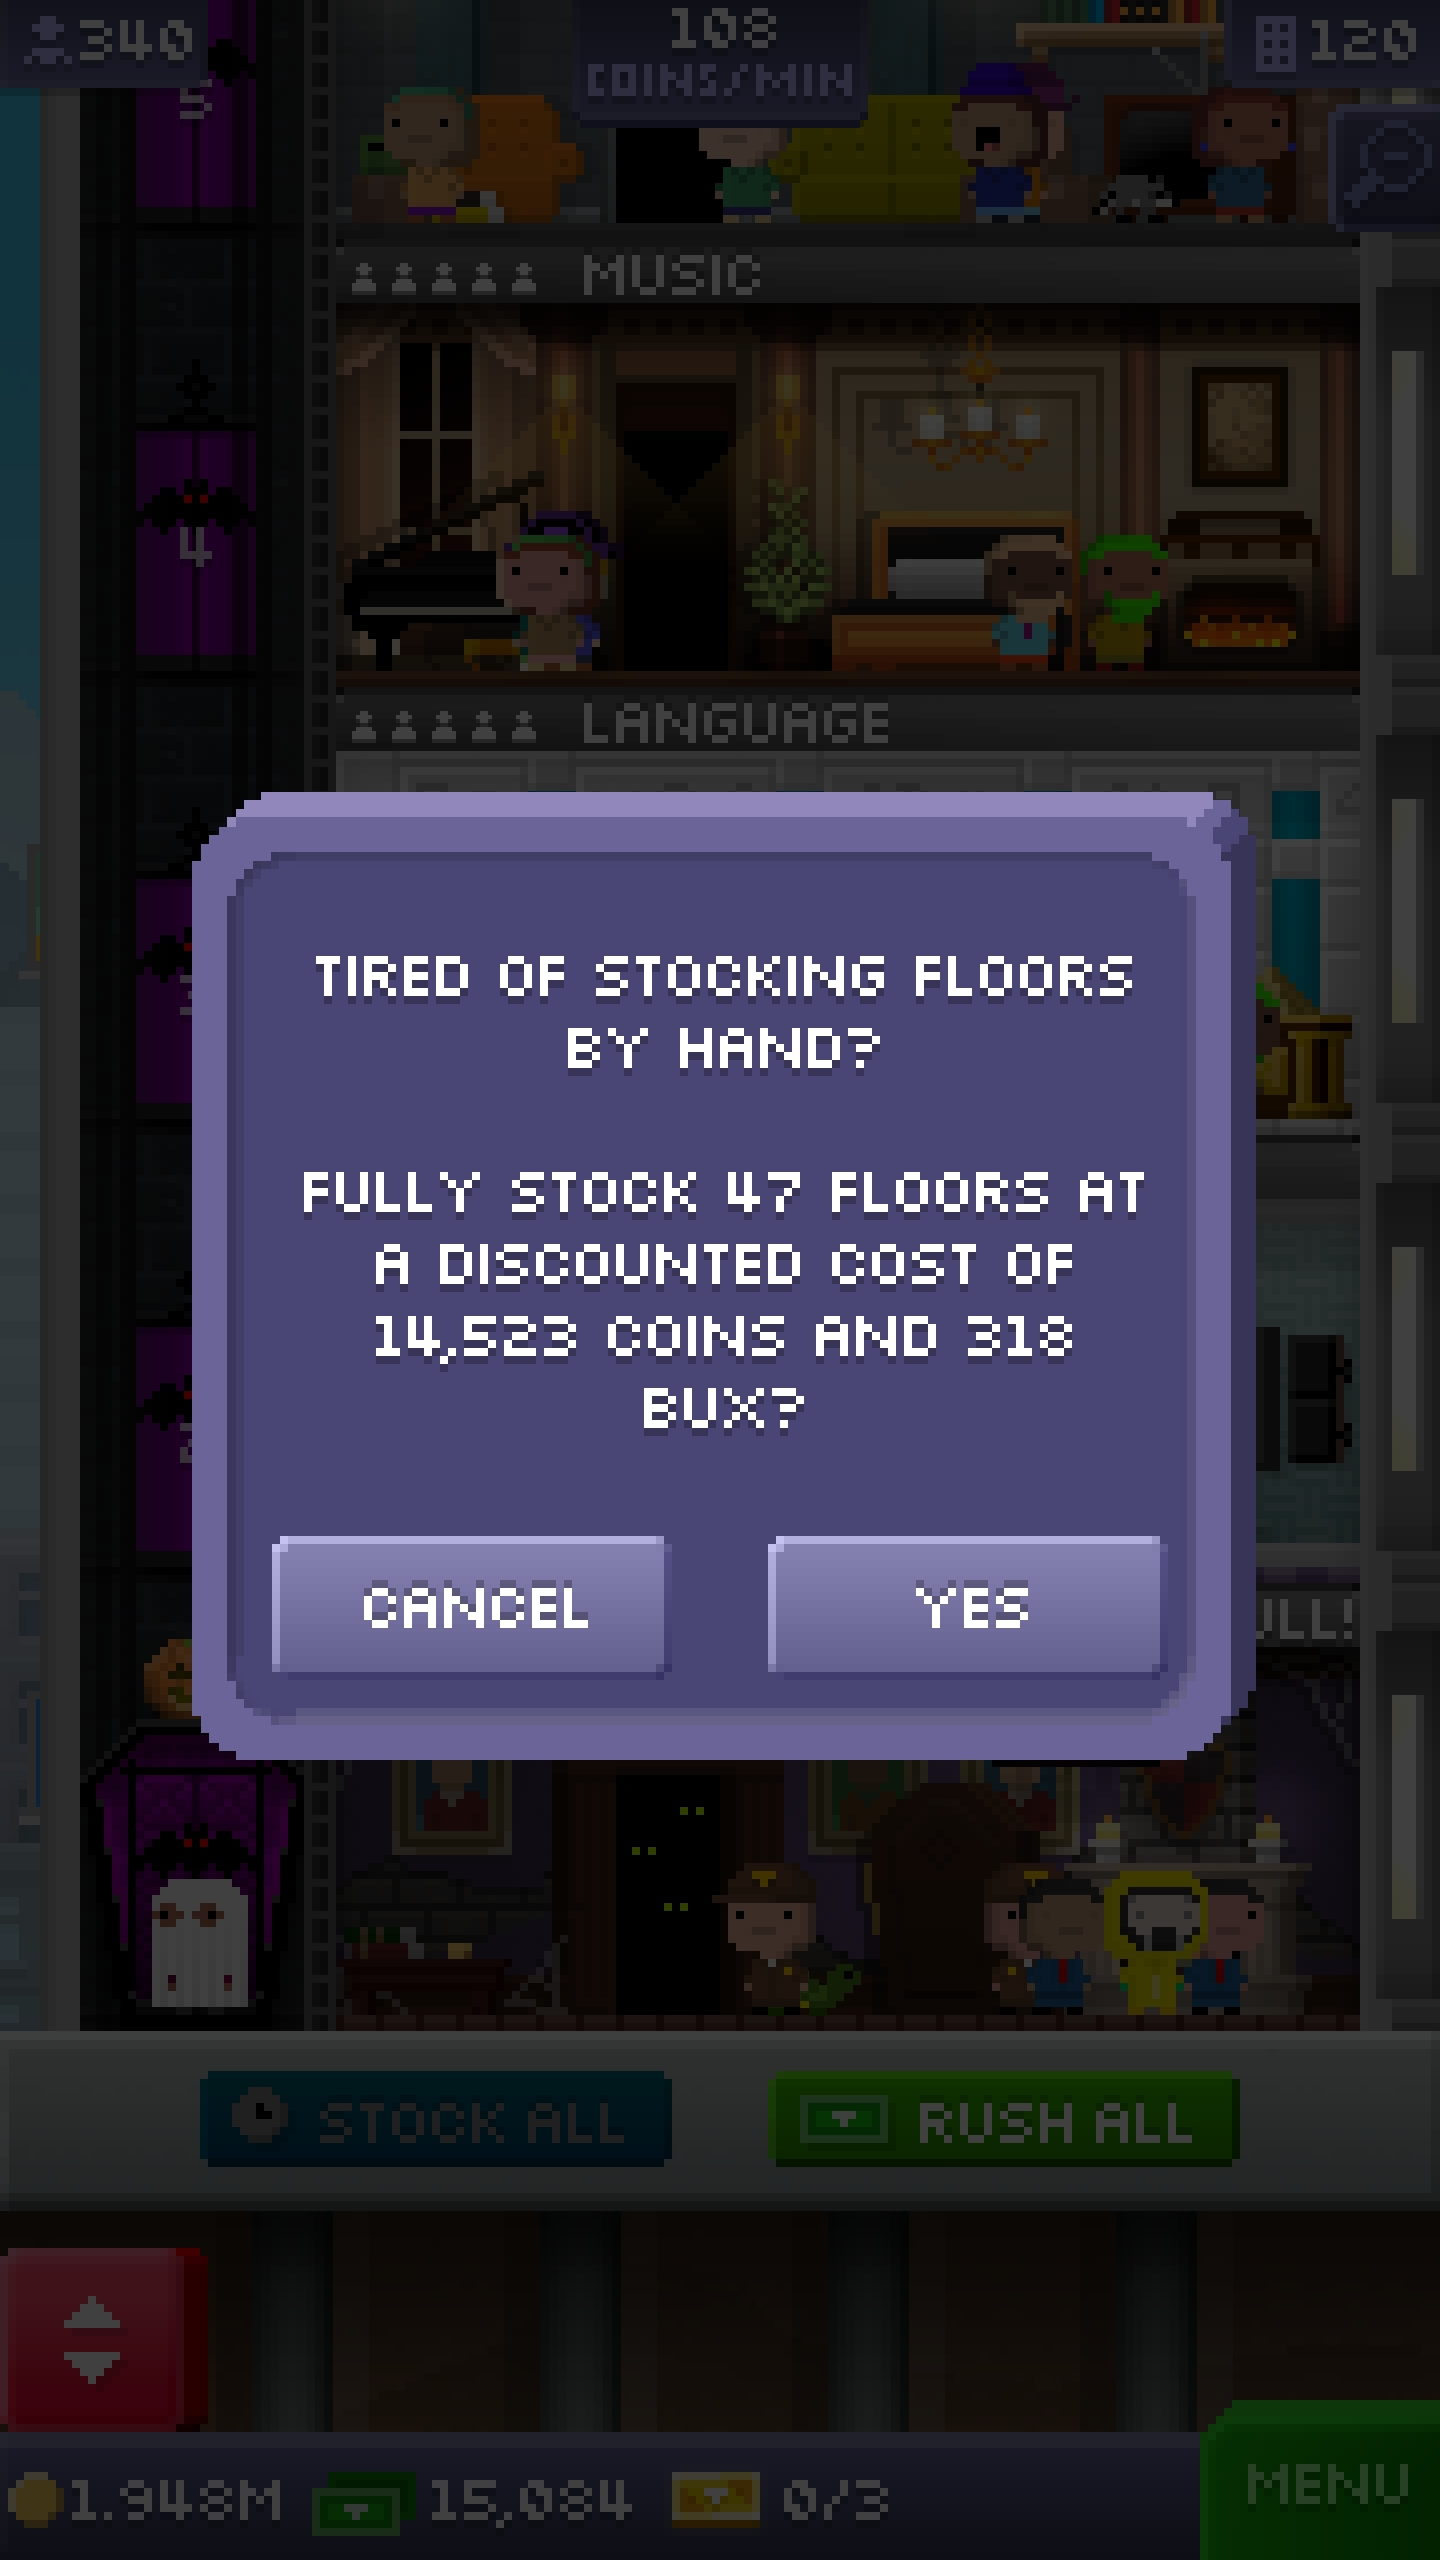 340
108
COINS/MIN
120
5
MUSIC
4
LANGUAGE
TIRED OF STOCKING FLOORS
BY HAND?
FULLY STOCK 47 FLOORS AT
A DISCOUNTED COST OF
14,523 COINS AND 318
BUX?
CANCEL
YES
STOCK ALL
RUSH ALL
1.948M
15,084
0/3
MENU